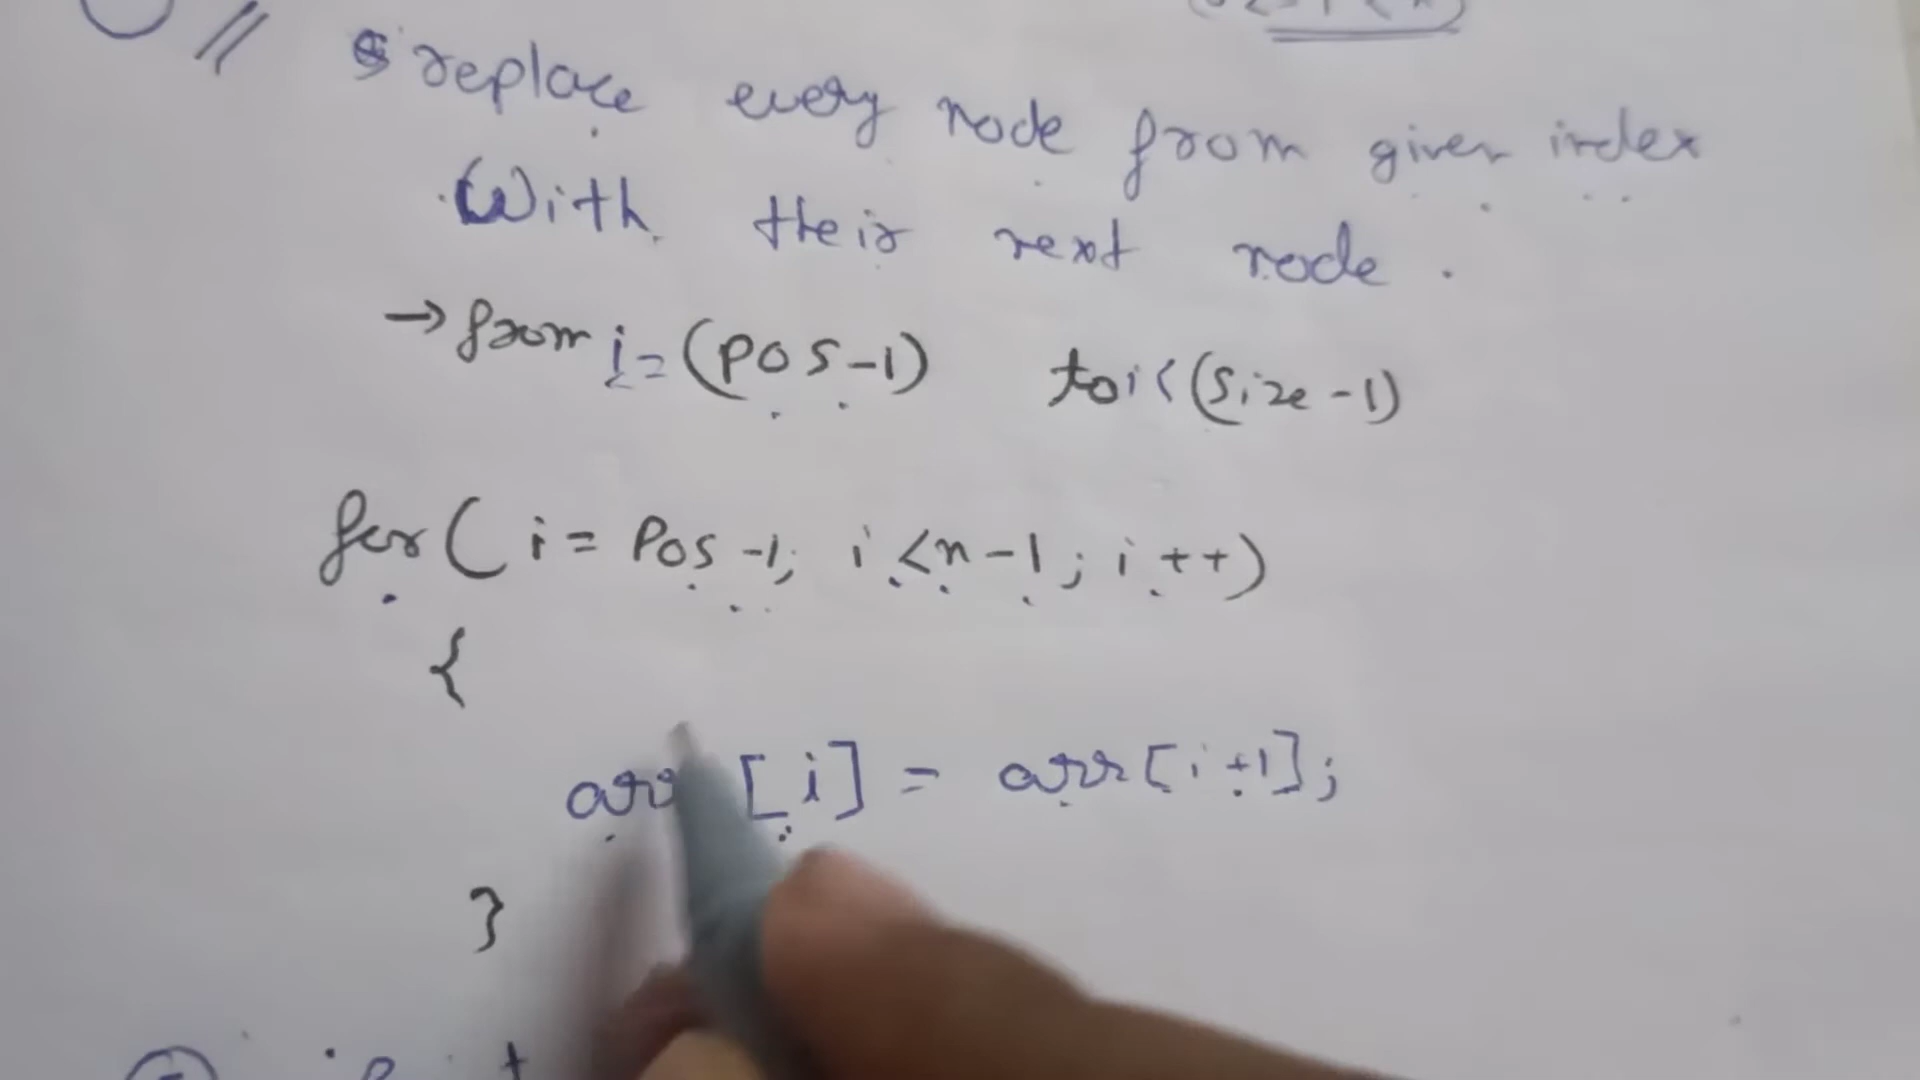 // replace every node from given index
With their next node.
→ from i=(pos-1) to i<(size-1)
for( i = Pos-1; i<n-1; i++)
{
arr[i] = arr[i+1];
}